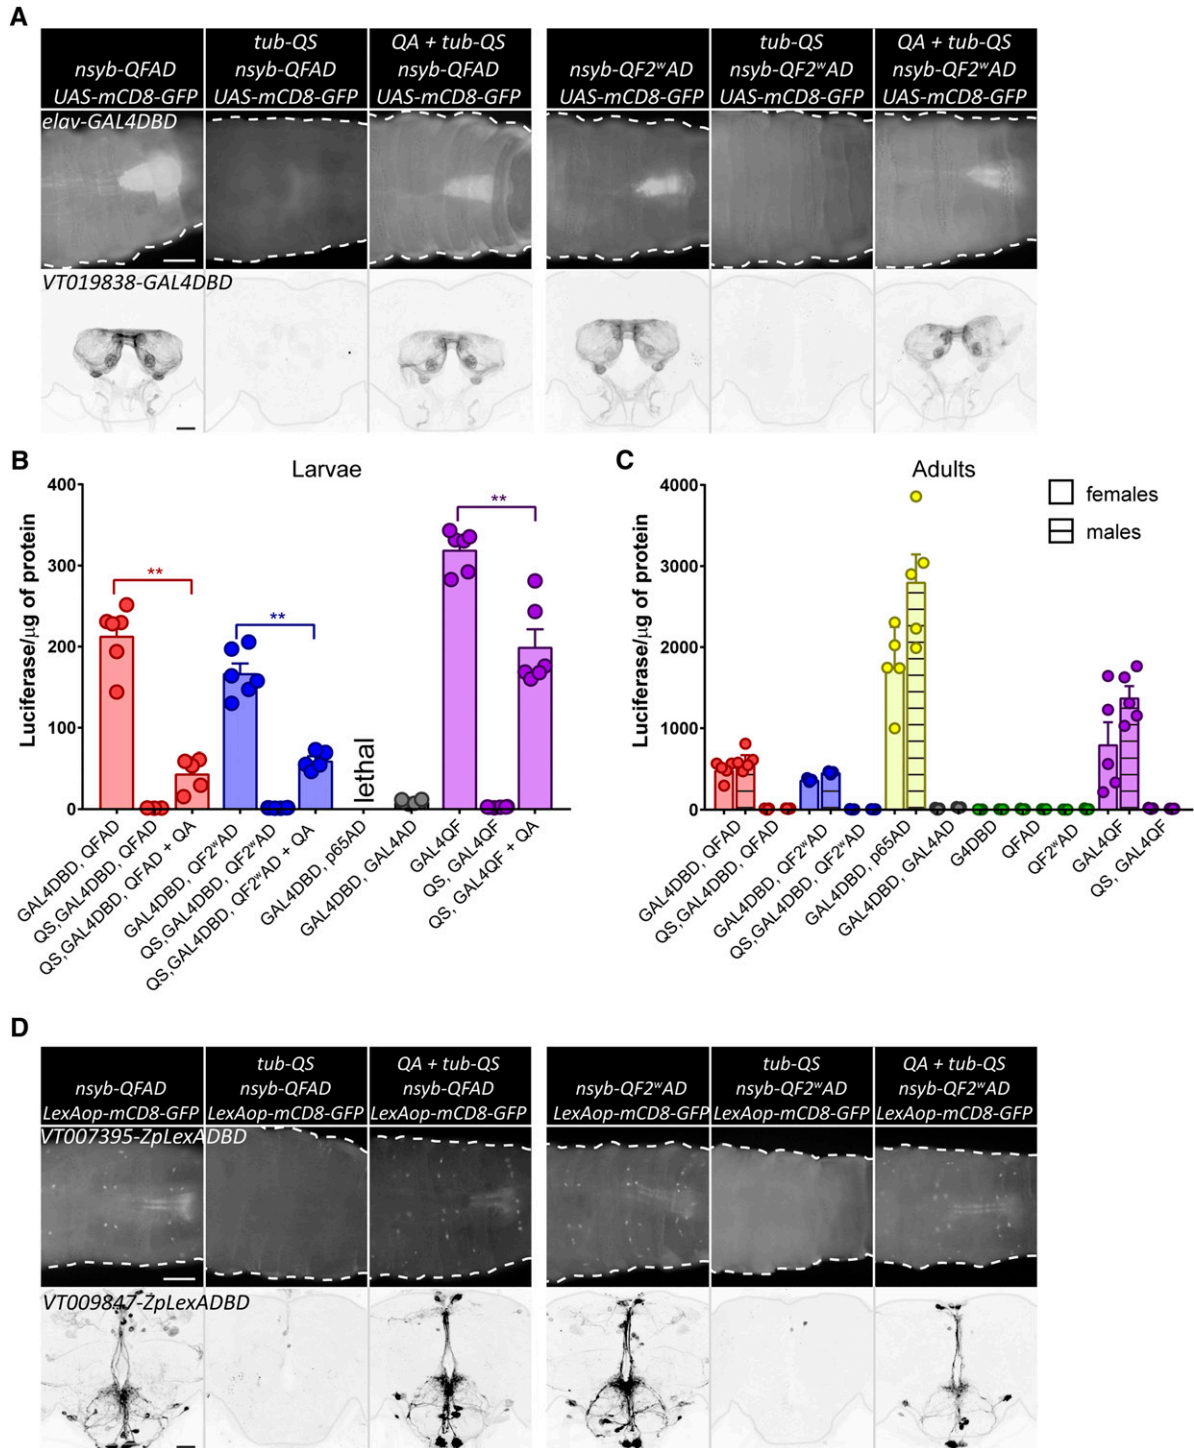 A
nsyb-QFAD
UAS-mCD8-GFP
tub-QS
nsyb-QFAD
UAS-mCD8-GFP
QA + tub-QS
nsyb-QFAD
UAS-mCD8-GFP
nsyb-QF2ʷAD
UAS-mCD8-GFP
tub-QS
nsyb-QF2ʷAD
UAS-mCD8-GFP
QA + tub-QS
nsyb-QF2ʷAD
UAS-mCD8-GFP
elav-GAL4DBD
VT019838-GAL4DBD
B
Larvae
Luciferase/µg of protein
400
300
200
100
0
**
**
**
lethal
GAL4DBD, QFAD
QS,GAL4DBD, QFAD
QS,GAL4DBD, QFAD + QA
GAL4DBD, QF2ʷAD
QS,GAL4DBD, QF2ʷAD
QS,GAL4DBD, QF2ʷAD + QA
GAL4DBD, p65AD
GAL4DBD, GAL4AD
GAL4QF
QS, GAL4QF
QS, GAL4QF + QA
C
Adults
females
males
Luciferase/µg of protein
4000
3000
2000
1000
0
GAL4DBD, QFAD
QS,GAL4DBD, QFAD
GAL4DBD, QF2ʷAD
QS,GAL4DBD, QF2ʷAD
GAL4DBD, p65AD
GAL4DBD, GAL4AD
G4DBD
QFAD
QF2ʷAD
GAL4QF
QS, GAL4QF
D
nsyb-QFAD
LexAop-mCD8-GFP
tub-QS
nsyb-QFAD
LexAop-mCD8-GFP
QA + tub-QS
nsyb-QFAD
LexAop-mCD8-GFP
nsyb-QF2ʷAD
LexAop-mCD8-GFP
tub-QS
nsyb-QF2ʷAD
LexAop-mCD8-GFP
QA + tub-QS
nsyb-QF2ʷAD
LexAop-mCD8-GFP
VT007395-ZpLexADBD
VT009847-ZpLexADBD